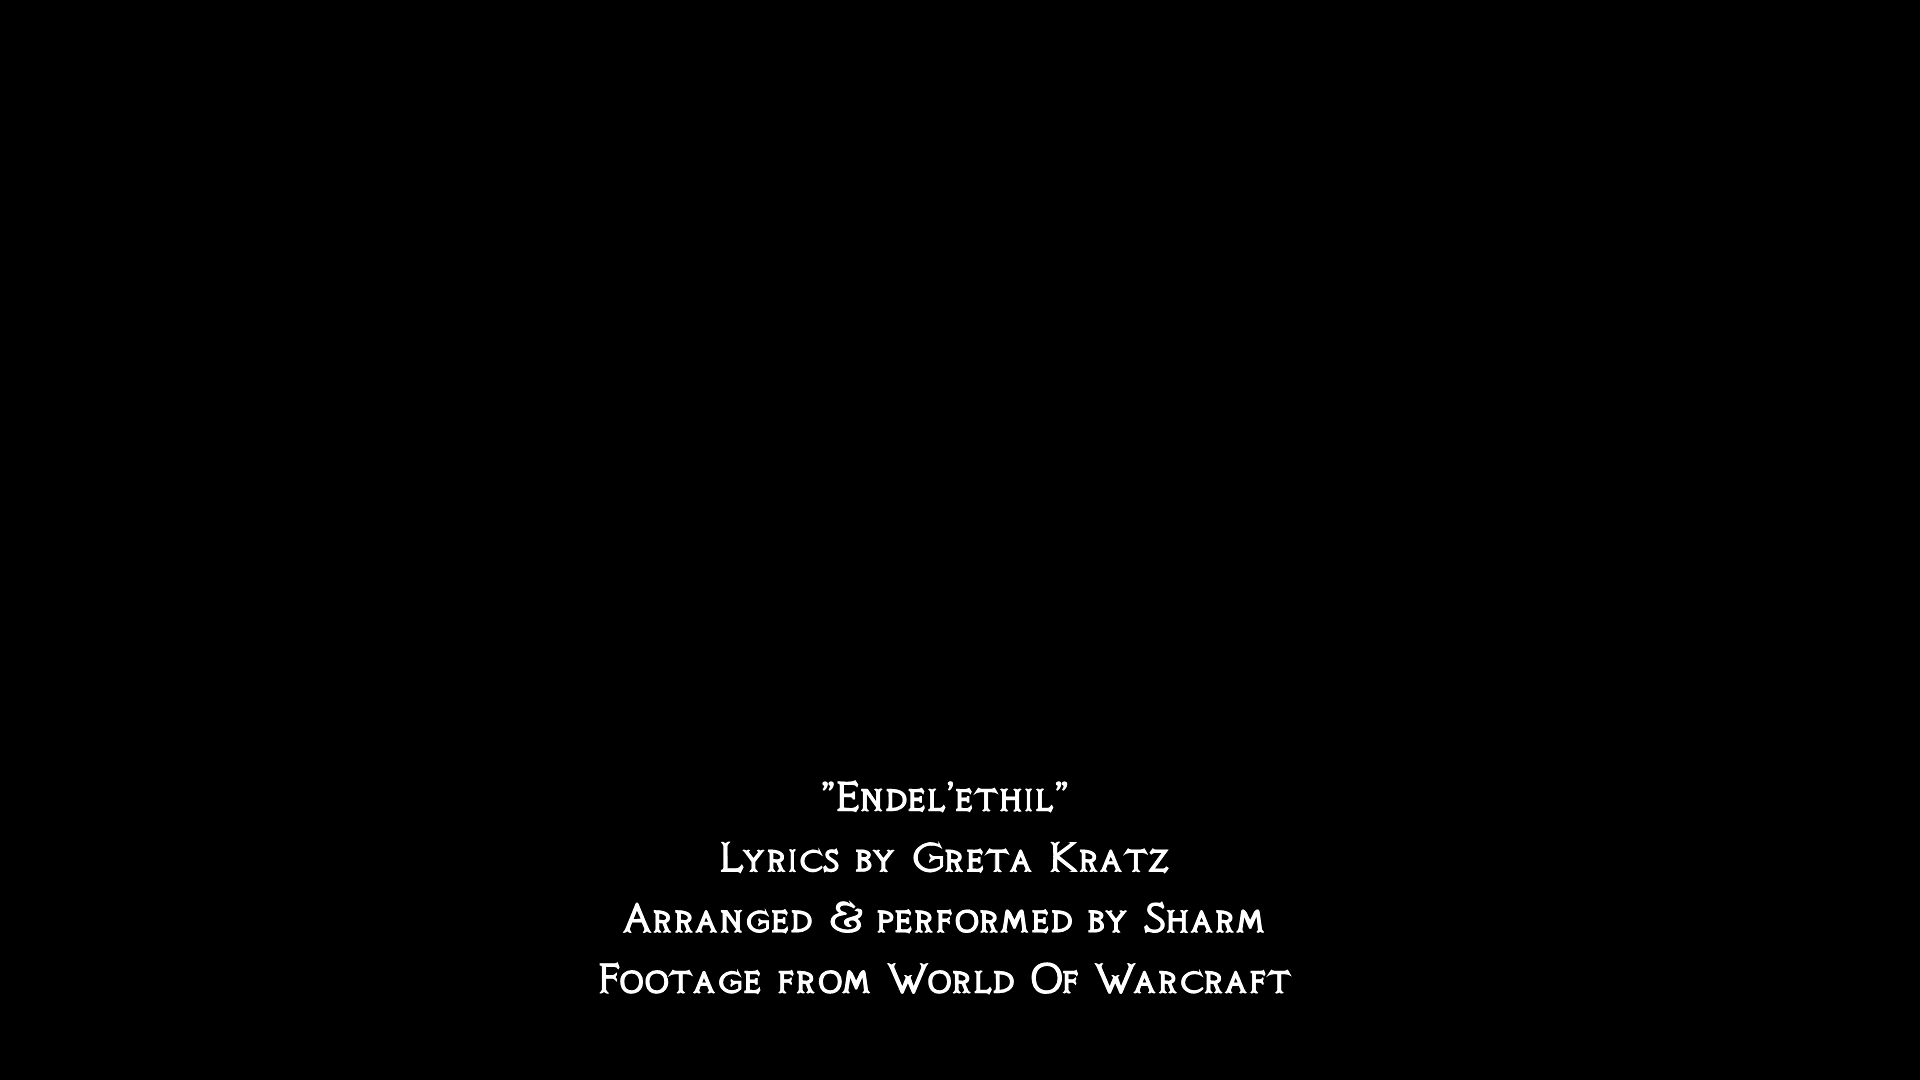 "Endel'ethil"
Lyrics by Greta Kratz
Arranged & performed by Sharm
Footage from World Of Warcraft